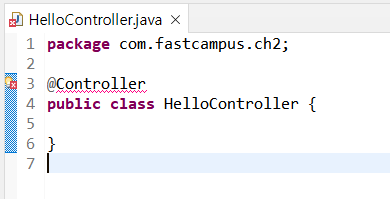 HelloController.java
1 package com.fastcampus.ch2;
2
3 @Controller
4 public class HelloController {
5
6 }
7